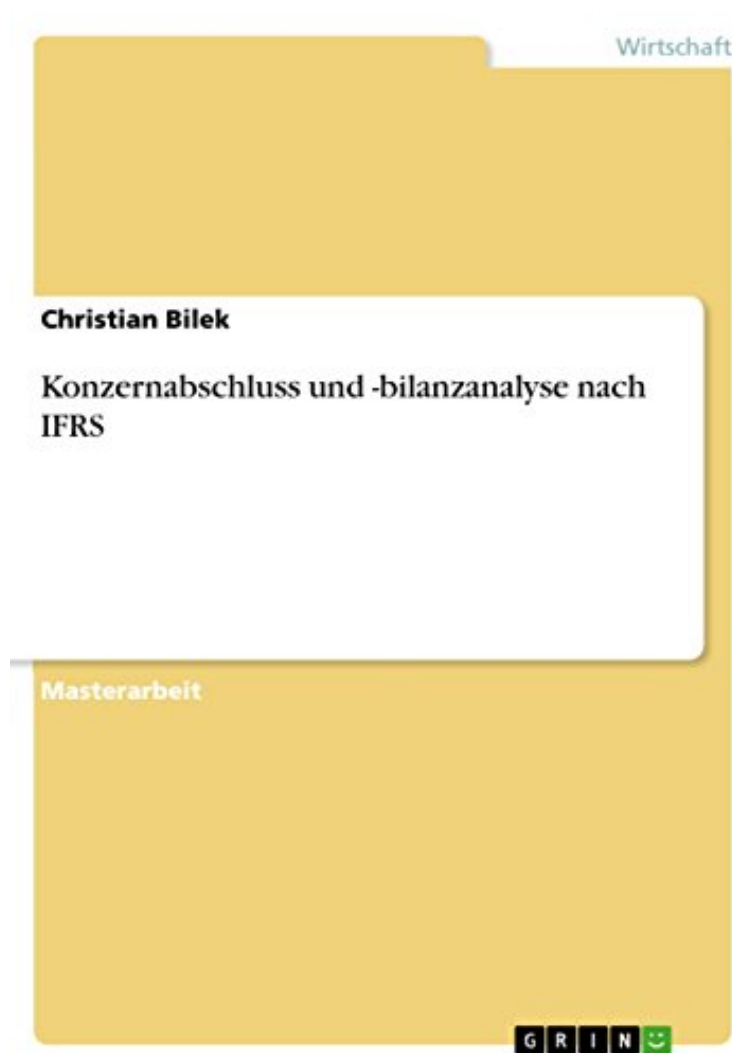 Wirtschaft
Christian Bilek
Konzernabschluss und -bilanzanalyse nach
IFRS
Masterarbeit
GRIN